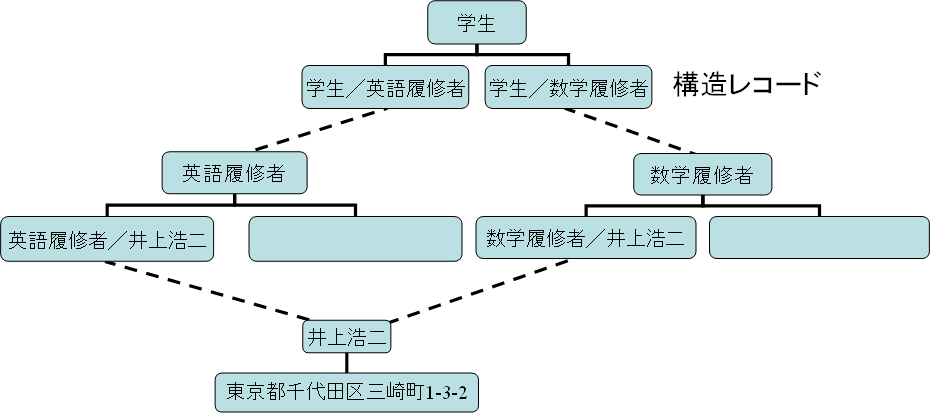 学生
学生／英語履修者
学生／数学履修者
構造レコード
英語履修者
数学履修者
英語履修者／井上浩二
数学履修者／井上浩二
井上浩二
東京都千代田区三崎町1-3-2